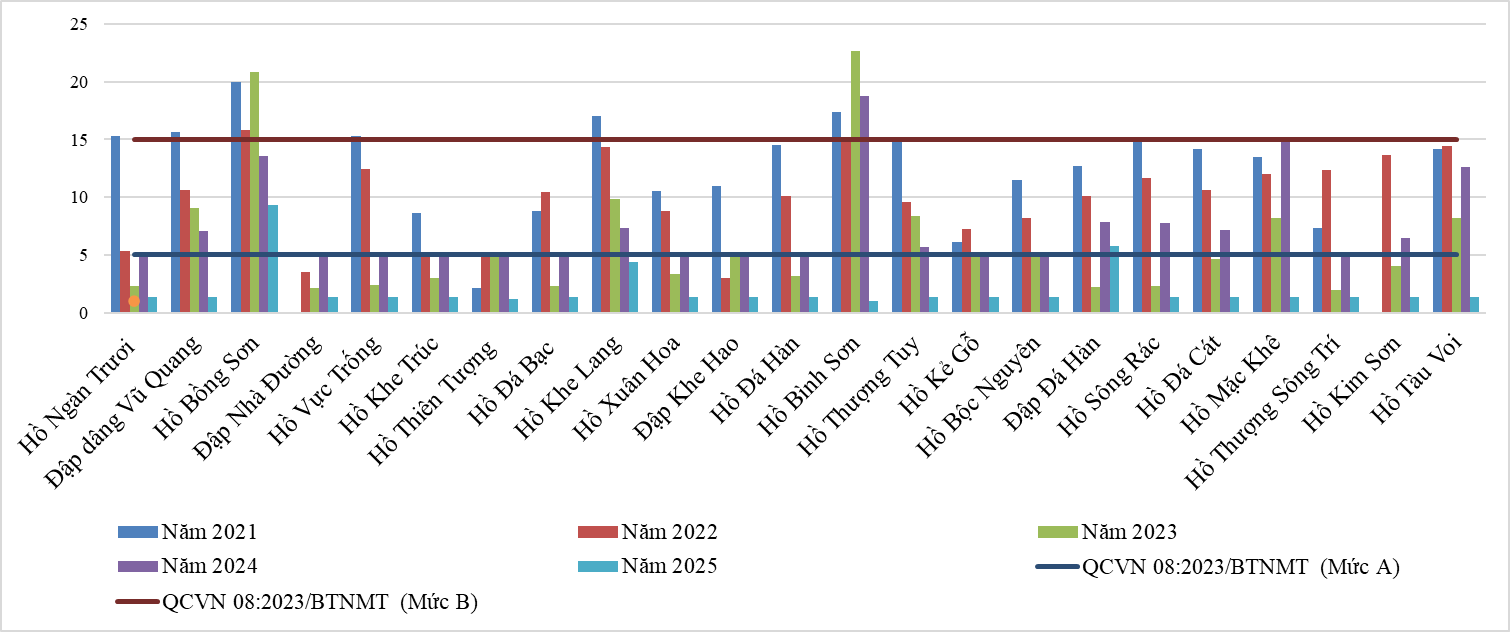 25
20
15
10
5
0
Hồ Ngàn Trươi
Đập dâng Vũ Quang
Hồ Bồng Sơn
Đập Nhà Đường
Hồ Vực Trống
Hồ Khe Trúc
Hồ Thiên Tượng
Hồ Đá Bạc
Hồ Khe Lang
Hồ Xuân Hoa
Đập Khe Hao
Hồ Đá Hàn
Hồ Bình Sơn
Hồ Thượng Tuy
Hồ Kẻ Gỗ
Hồ Bộc Nguyên
Đập Đá Hàn
Hồ Sông Rác
Hồ Đá Cát
Hồ Mặc Khê
Hồ Thượng Sông Trí
Hồ Kim Sơn
Hồ Tàu Voi
Năm 2021 Năm 2022 Năm 2023
Năm 2024 Năm 2025 QCVN 08:2023/BTNMT (Mức A)
QCVN 08:2023/BTNMT (Mức B)